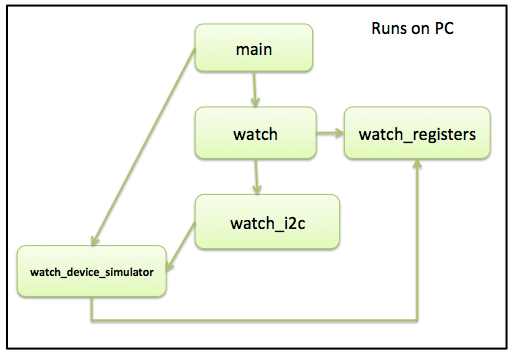 Runs on PC
main
watch
watch_registers
watch_i2c
watch_device_simulator